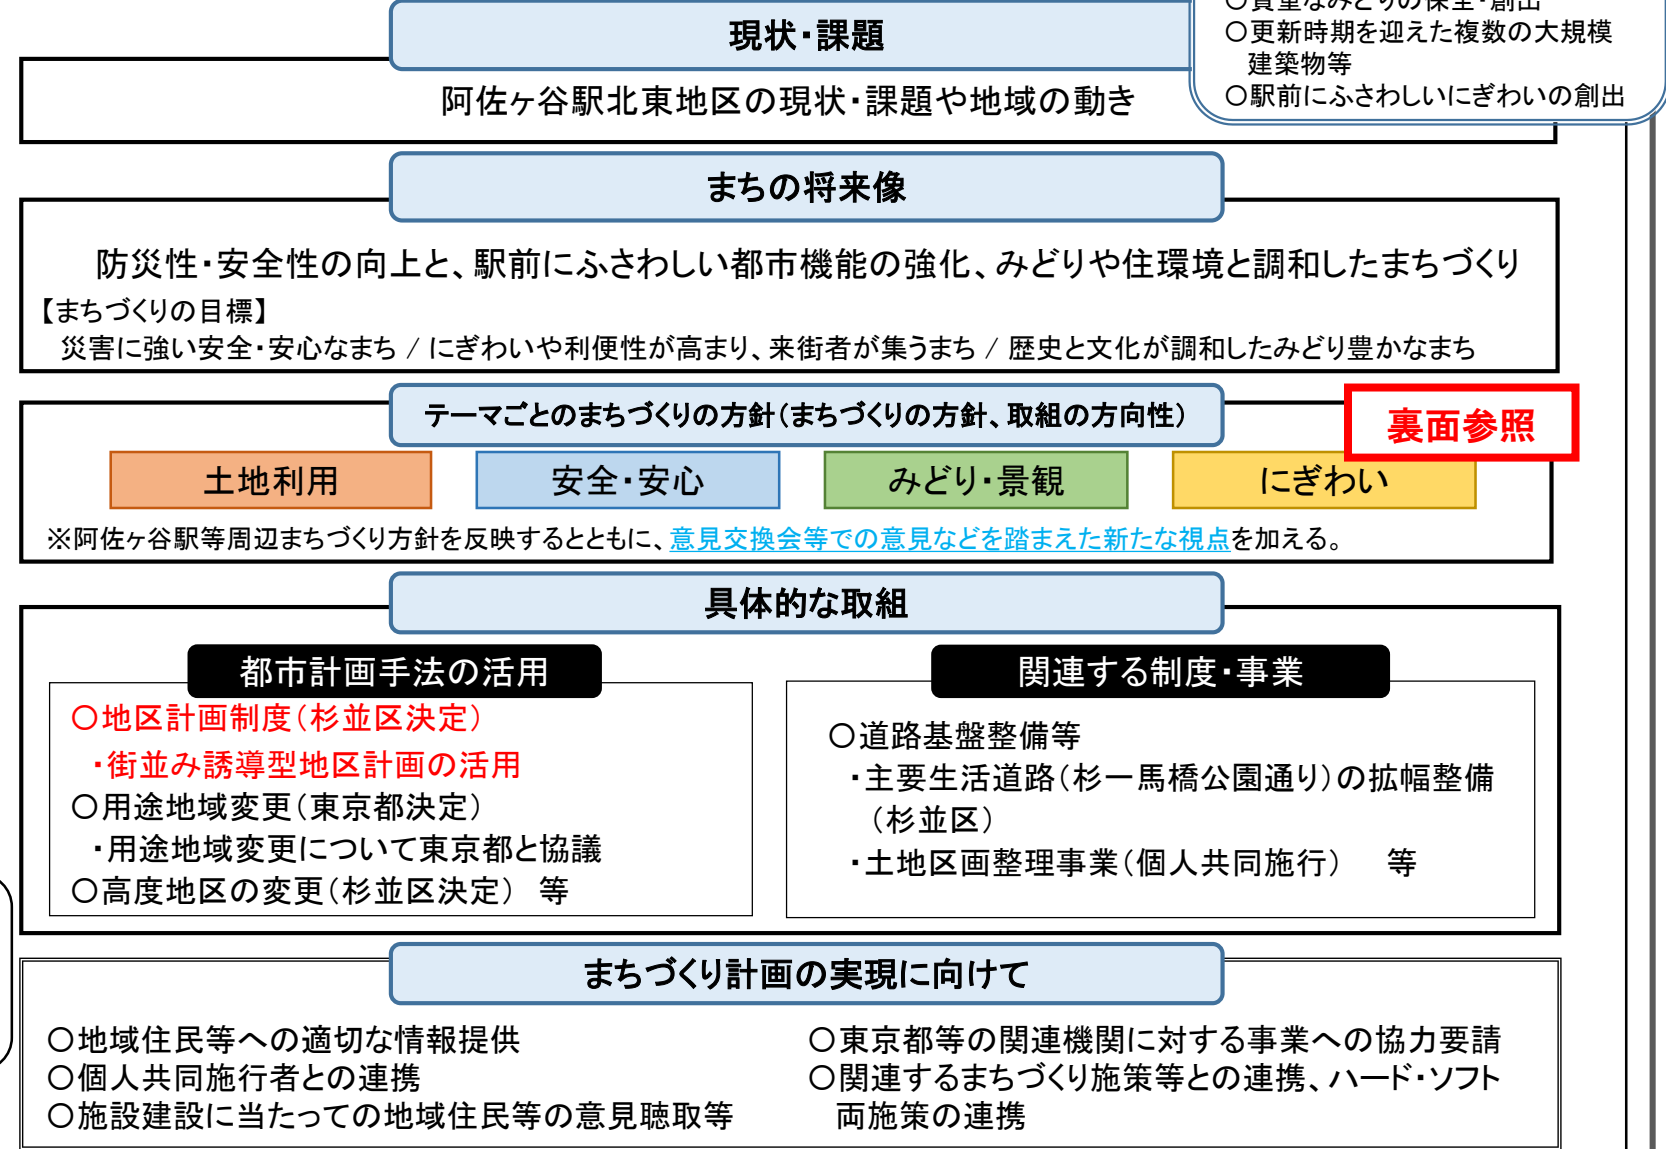 ○貴重なみどりの保全・創出
○更新時期を迎えた複数の大規模
建築物等
○駅前にふさわしいにぎわいの創出
現状・課題
阿佐ヶ谷駅北東地区の現状・課題や地域の動き
まちの将来像
防災性・安全性の向上と、駅前にふさわしい都市機能の強化、みどりや住環境と調和したまちづくり
【まちづくりの目標】
災害に強い安全・安心なまち / にぎわいや利便性が高まり、来街者が集うまち / 歴史と文化が調和したみどり豊かなまち
テーマごとのまちづくりの方針（まちづくりの方針、取組の方向性）
裏面参照
土地利用
安全・安心
みどり・景観
にぎわい
※阿佐ヶ谷駅等周辺まちづくり方針を反映するとともに、意見交換会等での意見などを踏まえた新たな視点を加える。
具体的な取組
都市計画手法の活用
○地区計画制度（杉並区決定）
・街並み誘導型地区計画の活用
○用途地域変更（東京都決定）
・用途地域変更について東京都と協議
○高度地区の変更（杉並区決定） 等
関連する制度・事業
○道路基盤整備等
・主要生活道路（杉一馬橋公園通り）の拡幅整備
（杉並区）
・土地区画整理事業（個人共同施行） 等
まちづくり計画の実現に向けて
○地域住民等への適切な情報提供
○個人共同施行者との連携
○施設建設に当たっての地域住民等の意見聴取等
○東京都等の関連機関に対する事業への協力要請
○関連するまちづくり施策等との連携、ハード・ソフト
両施策の連携